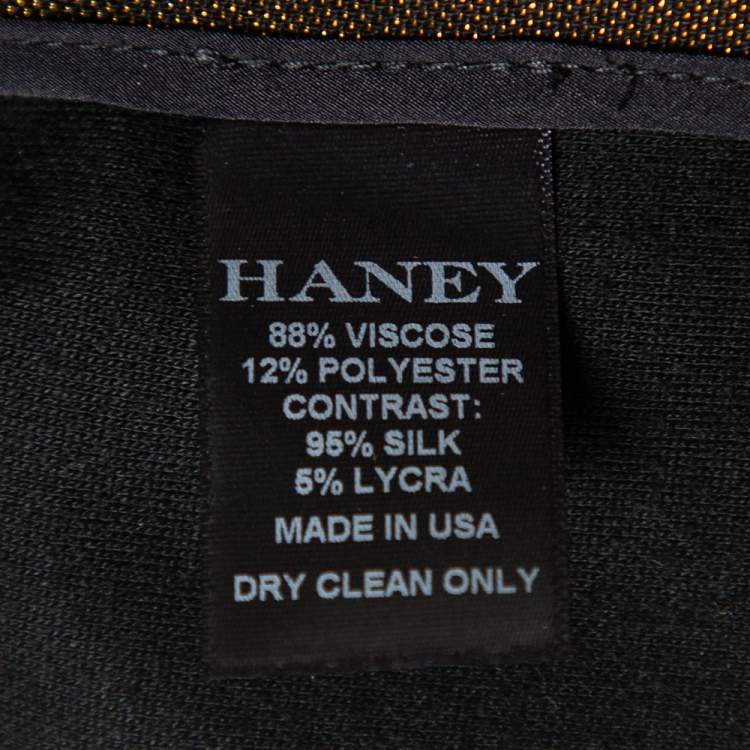 HANEY
88% VISCOSE
12% POLYESTER
CONTRAST:
95% SILK
5% LYCRA
MADE IN USA
DRY CLEAN ONLY